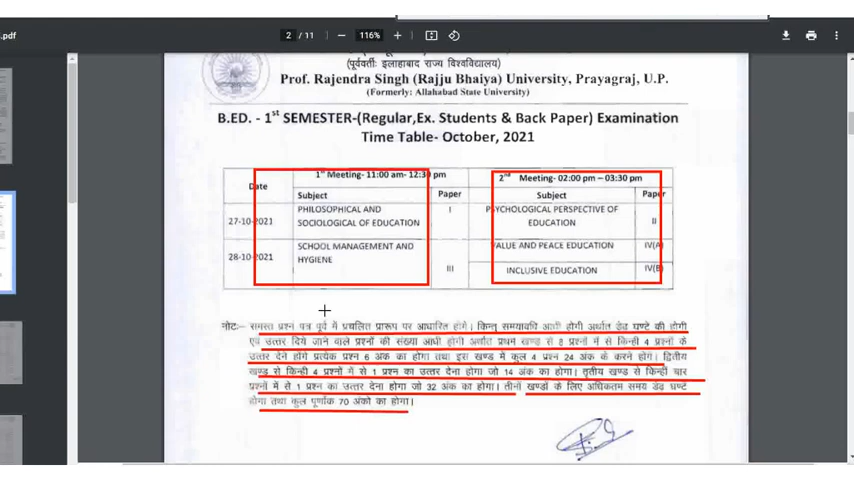 .pdf
2 / 11 — 116% +
(पूर्ववर्ती: इलाहाबाद राज्य विश्वविद्यालय)
Prof. Rajendra Singh (Rajju Bhaiya) University, Prayagraj, U.P.
(Formerly: Allahabad State University)
B.ED. - 1st SEMESTER-(Regular,Ex. Students & Back Paper) Examination
Time Table- October, 2021
Date 1st Meeting- 11:00 am- 12:30 pm 2nd Meeting- 02:00 pm – 03:30 pm
Subject Paper Subject Paper
27-10-2021 PHILOSOPHICAL AND SOCIOLOGICAL OF EDUCATION I PSYCHOLOGICAL PERSPECTIVE OF EDUCATION II
28-10-2021 SCHOOL MANAGEMENT AND HYGIENE III VALUE AND PEACE EDUCATION IV(A)
INCLUSIVE EDUCATION IV(B)
नोट:- समस्त प्रश्न पत्र पूर्व में प्रचलित प्रारूप पर आधारित होंगे। किन्तु समयावधि आधी होगी अर्थात डेढ़ घण्टे की होगी
एवं उत्तर दिये जाने वाले प्रश्नों की संख्या आधी होगी अर्थात प्रथम खण्ड से 8 प्रश्नों में से किन्ही 4 प्रश्नों के
उत्तर देने होंगे प्रत्येक प्रश्न 6 अंक का होगा तथा इस खण्ड में कुल 4 प्रश्न 24 अंक के करने होंगे। द्वितीय
खण्ड से किन्ही 4 प्रश्नों में से 1 प्रश्न का उत्तर देना होगा जो 14 अंक का होगा। तृतीय खण्ड से किन्हीं चार
प्रश्नों में से 1 प्रश्न का उत्तर देना होगा जो 32 अंक का होगा। तीनों खण्डों के लिए अधिकतम समय डेढ़ घण्टे
होगा तथा कुल पूर्णांक 70 अंको का होगा।